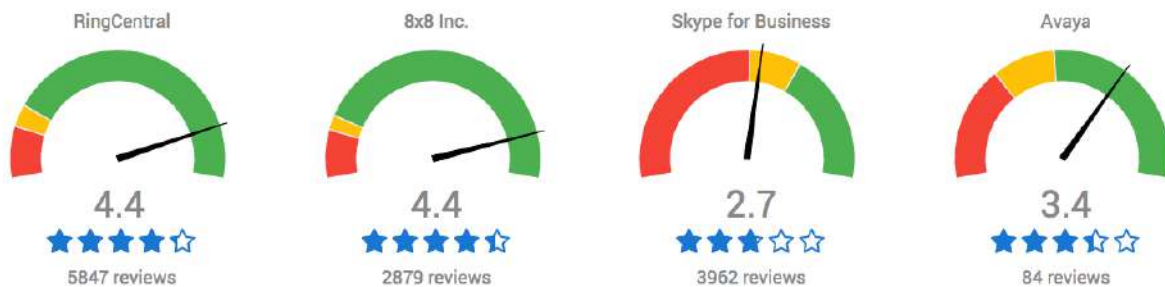 RingCentral
4.4
5847 reviews
8x8 Inc.
4.4
2879 reviews
Skype for Business
2.7
3962 reviews
Avaya
3.4
84 reviews